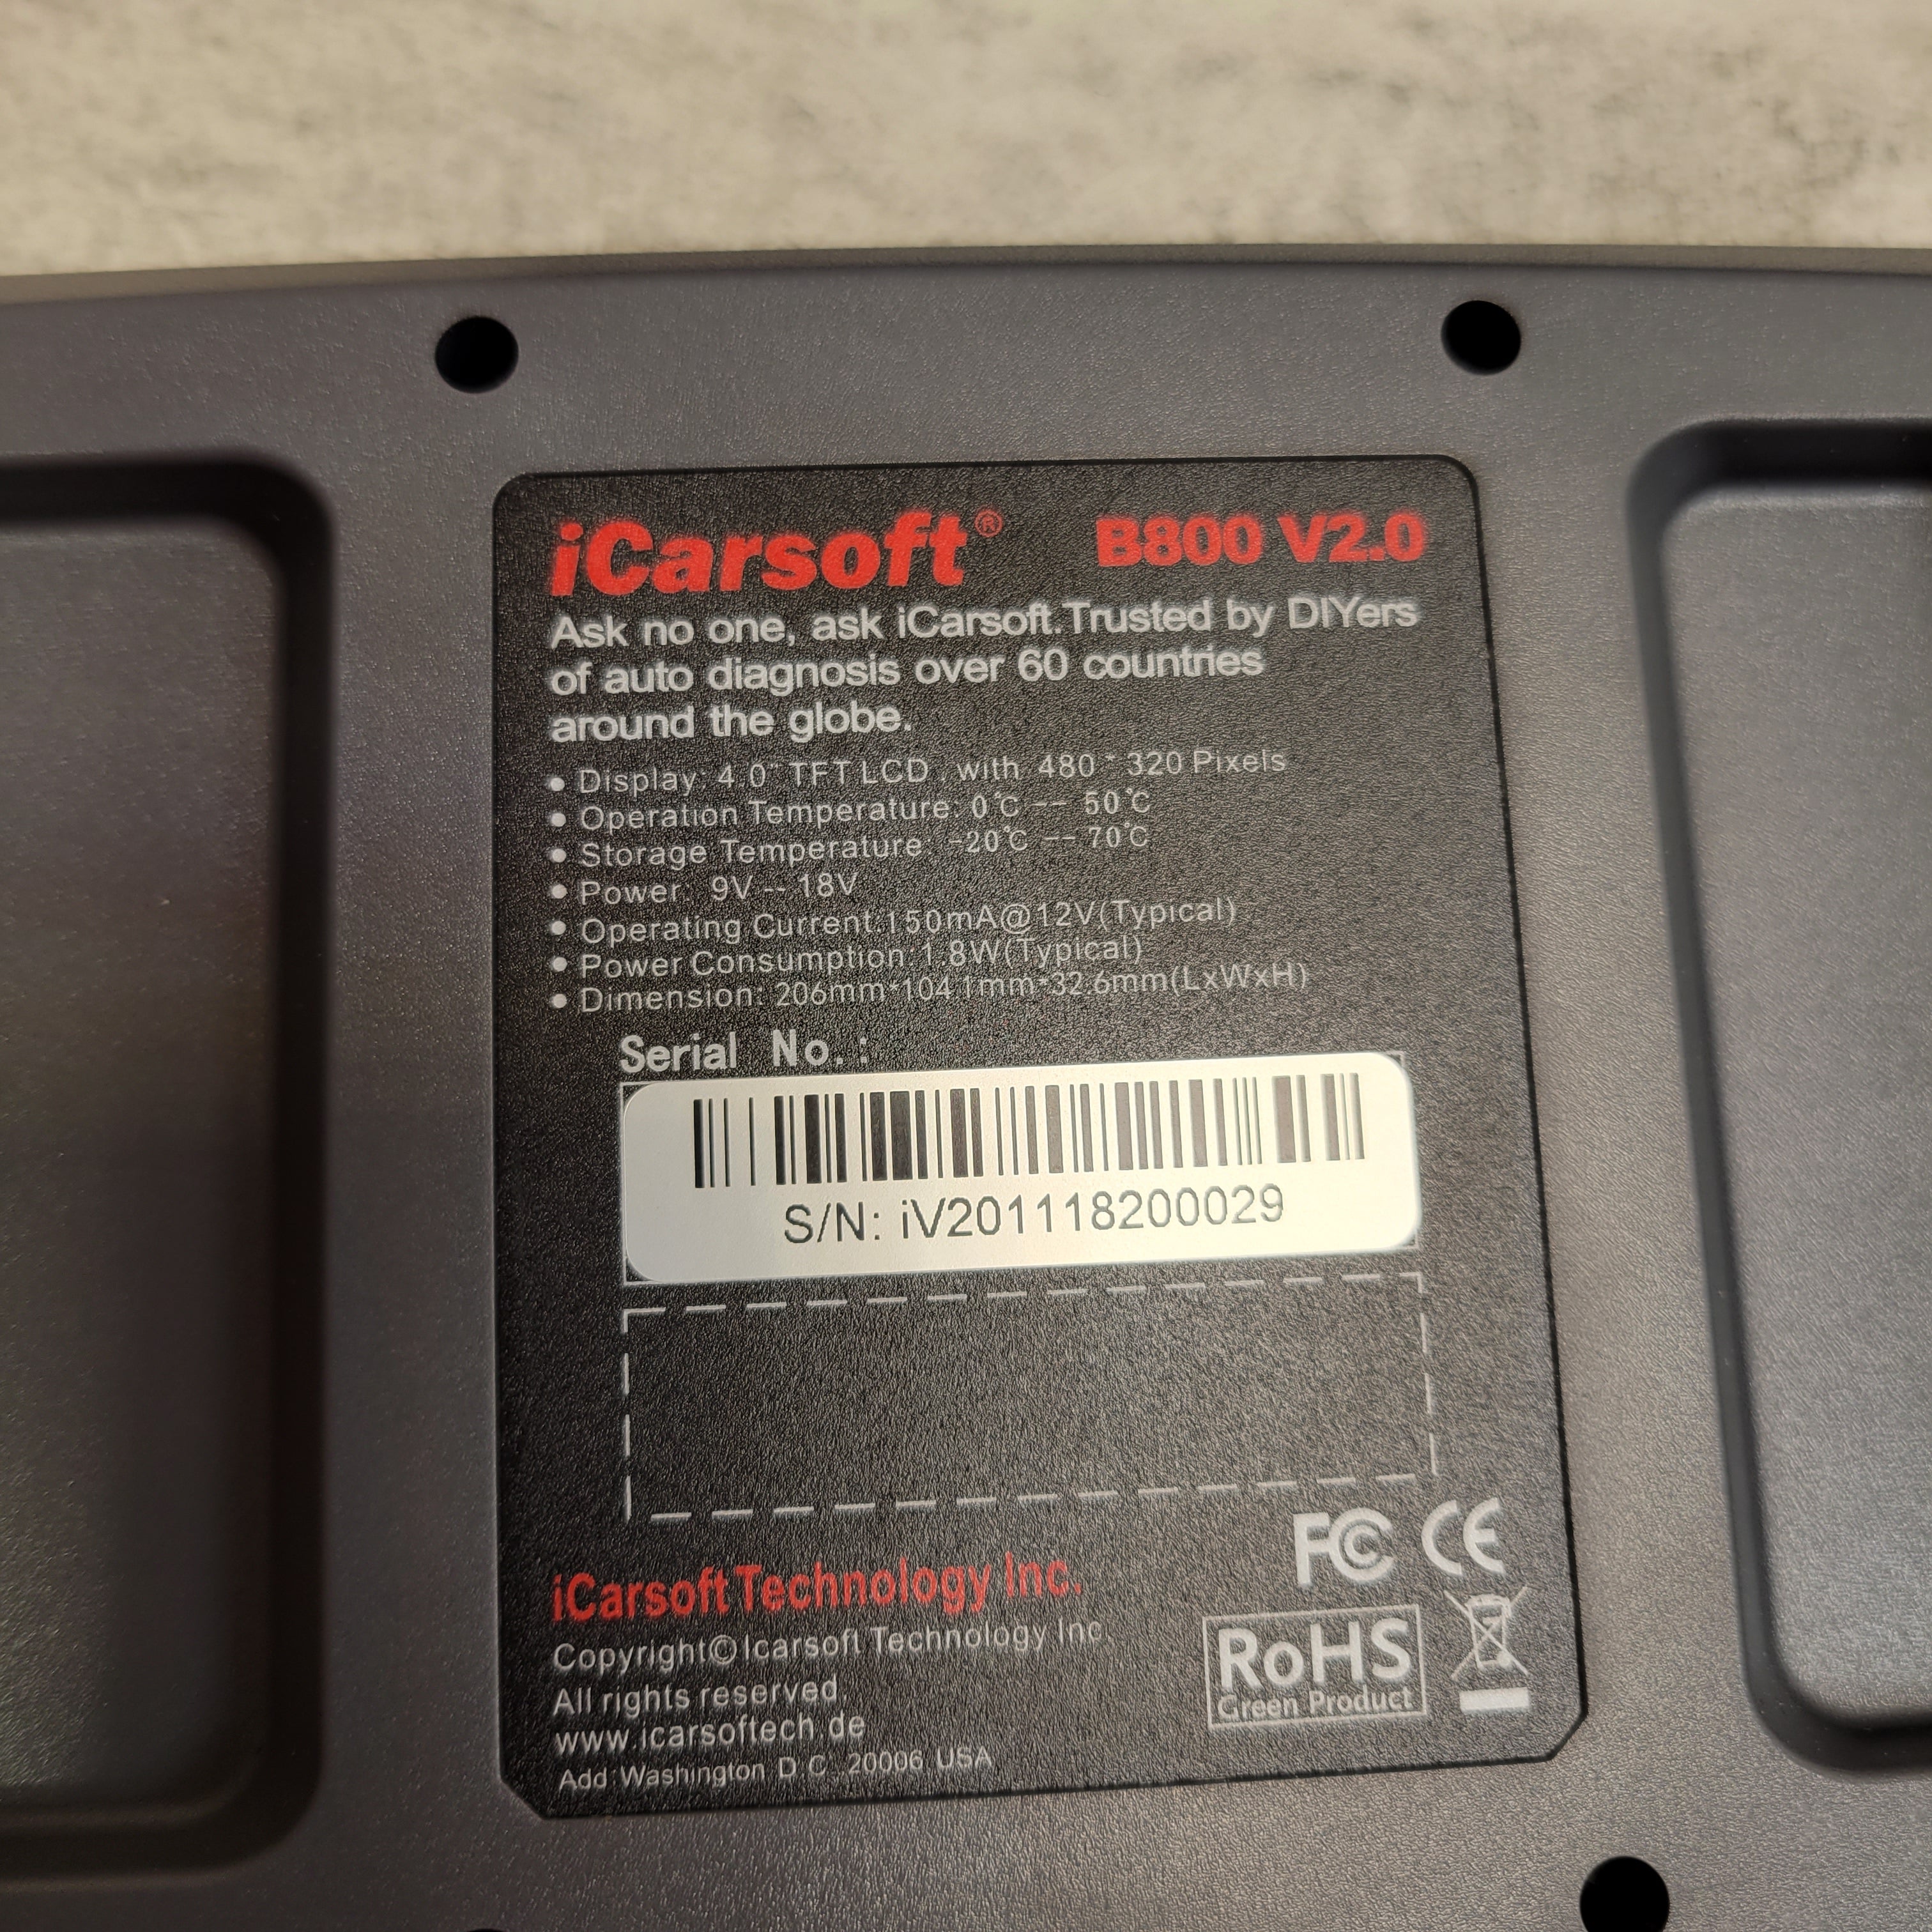 iCarsoft® B800 V2.0
Ask no one, ask iCarsoft.Trusted by DIYers
of auto diagnosis over 60 countries
around the globe.
• Display: 4.0" TFT LCD , with 480 * 320 Pixels
• Operation Temperature: 0℃ -- 50℃
• Storage Temperature: -20℃ -- 70℃
• Power: 9V -- 18V
• Operating Current:150mA@12V(Typical)
• Power Consumption: 1.8W(Typical)
• Dimension: 206mm*104.1mm*32.6mm(LxWxH)
Serial No.:
S/N: iV201118200029
FC CE
iCarsoft Technology Inc.
Copyright©Icarsoft Technology Inc.
All rights reserved.
www.icarsoftech.de
Add:Washington D.C.,20006 USA
RoHS
Green Product